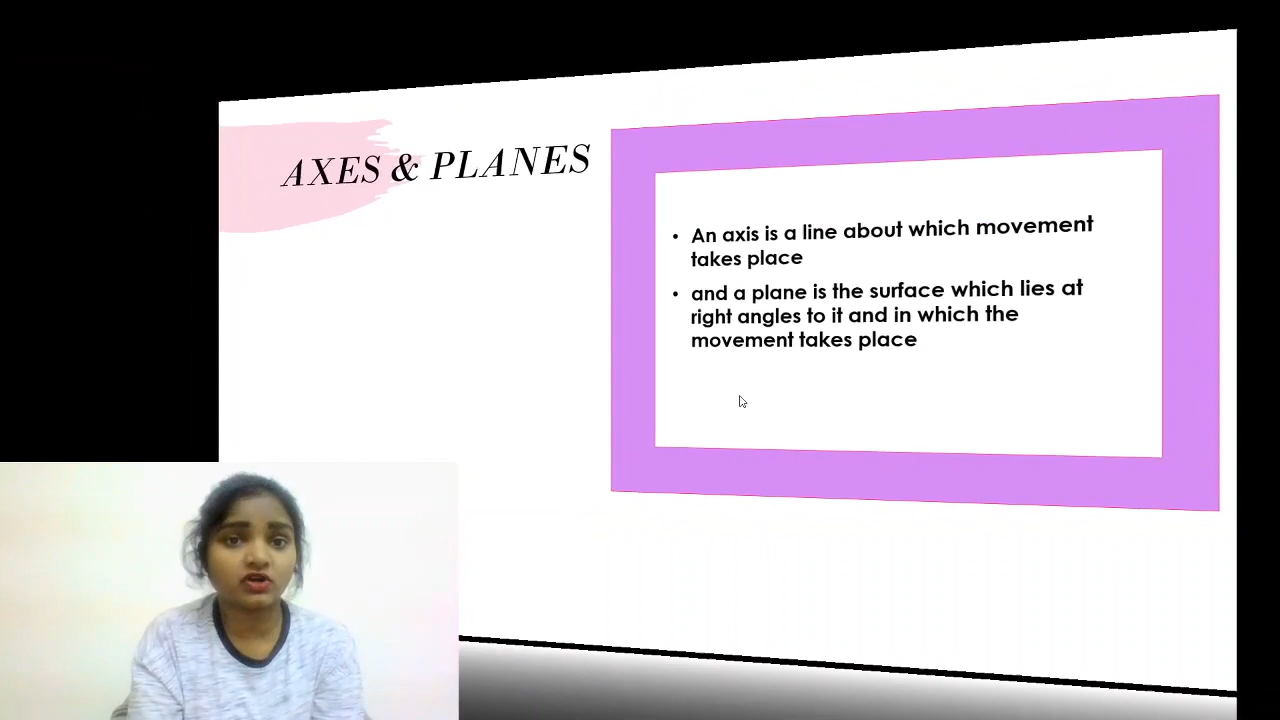 AXES & PLANES
• An axis is a line about which movement
takes place
• and a plane is the surface which lies at
right angles to it and in which the
movement takes place